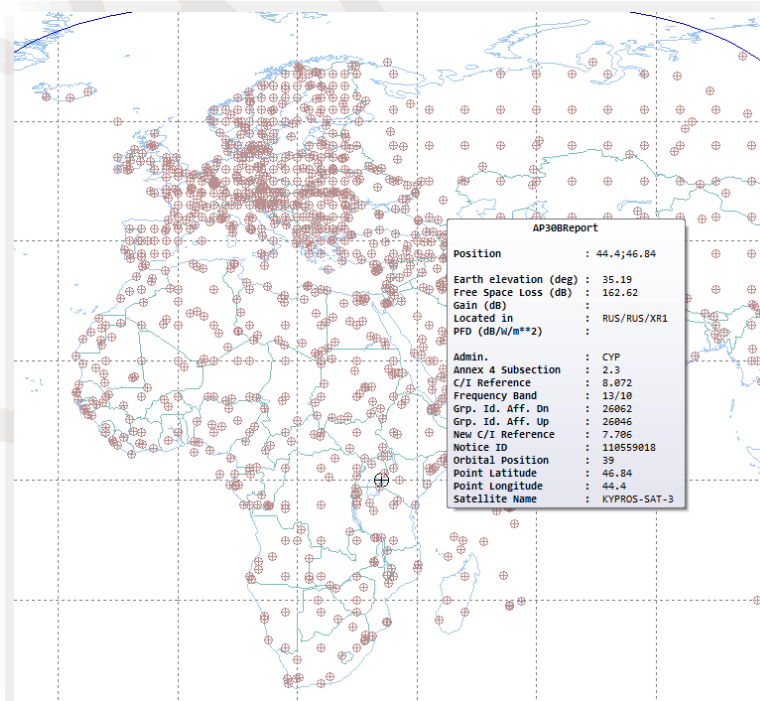 AP30BReport
Position : 44.4;46.84
Earth elevation (deg) : 35.19
Free Space Loss (dB) : 162.62
Gain (dB) :
Located in : RUS/RUS/XR1
PFD (dB/W/m**2) :
Admin. : CYP
Annex 4 Subsection : 2.3
C/I Reference : 8.072
Frequency Band : 13/10
Grp. Id. Aff. Dn : 26062
Grp. Id. Aff. Up : 26046
New C/I Reference : 7.706
Notice ID : 110559018
Orbital Position : 39
Point Latitude : 46.84
Point Longitude : 44.4
Satellite Name : KYPROS-SAT-3